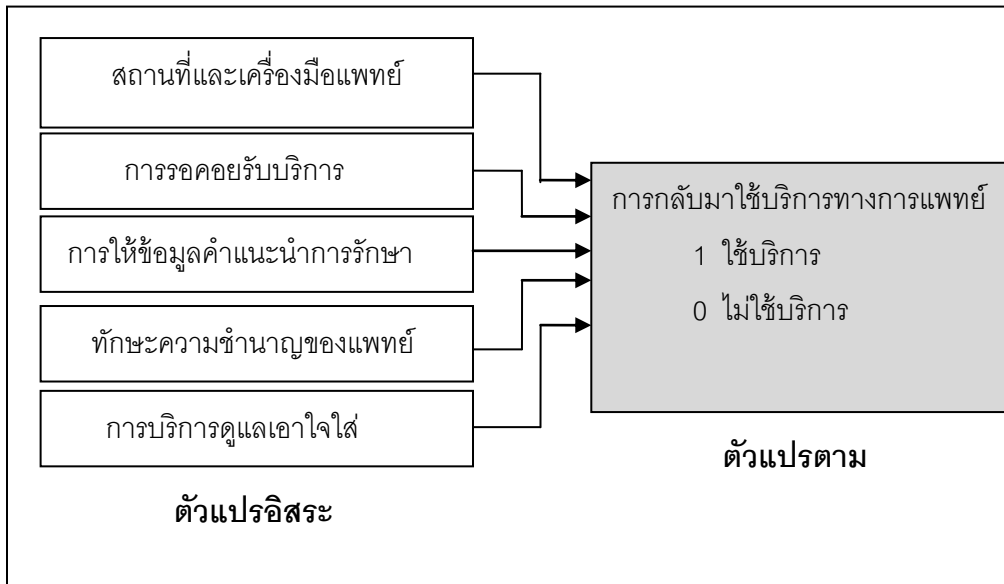 สถานที่และเครื่องมือแพทย์
การรอคอยรับบริการ
การให้ข้อมูลคำแนะนำการรักษา
ทักษะความชำนาญของแพทย์
การบริการดูแลเอาใจใส่
ตัวแปรอิสระ
การกลับมาใช้บริการทางการแพทย์
1 ใช้บริการ
0 ไม่ใช้บริการ
ตัวแปรตาม